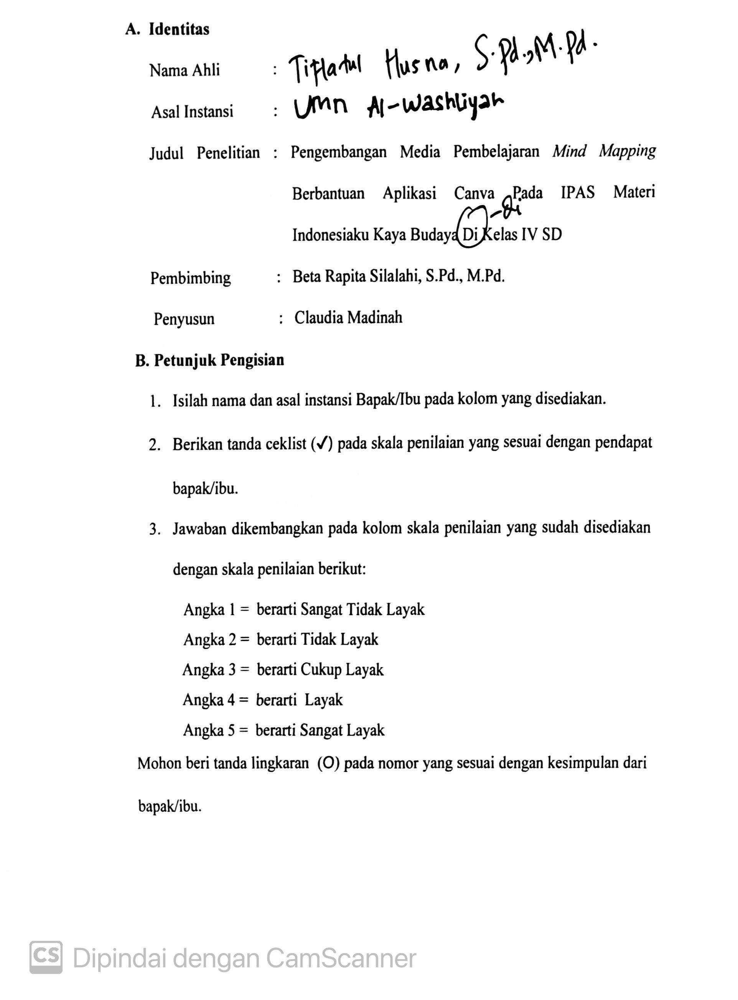 A. Identitas
Nama Ahli : Tiflatul Husna, S.Pd., M.Pd.
Asal Instansi : UMN Al-Washliyah
Judul Penelitian : Pengembangan Media Pembelajaran Mind Mapping
Berbantuan Aplikasi Canva Pada IPAS Materi
di
Indonesiaku Kaya Budaya Di Kelas IV SD
Pembimbing : Beta Rapita Silalahi, S.Pd., M.Pd.
Penyusun : Claudia Madinah
B. Petunjuk Pengisian
1. Isilah nama dan asal instansi Bapak/Ibu pada kolom yang disediakan.
2. Berikan tanda ceklist (✓) pada skala penilaian yang sesuai dengan pendapat
bapak/ibu.
3. Jawaban dikembangkan pada kolom skala penilaian yang sudah disediakan
dengan skala penilaian berikut:
Angka 1 = berarti Sangat Tidak Layak
Angka 2 = berarti Tidak Layak
Angka 3 = berarti Cukup Layak
Angka 4 = berarti Layak
Angka 5 = berarti Sangat Layak
Mohon beri tanda lingkaran (O) pada nomor yang sesuai dengan kesimpulan dari
bapak/ibu.
CS Dipindai dengan CamScanner